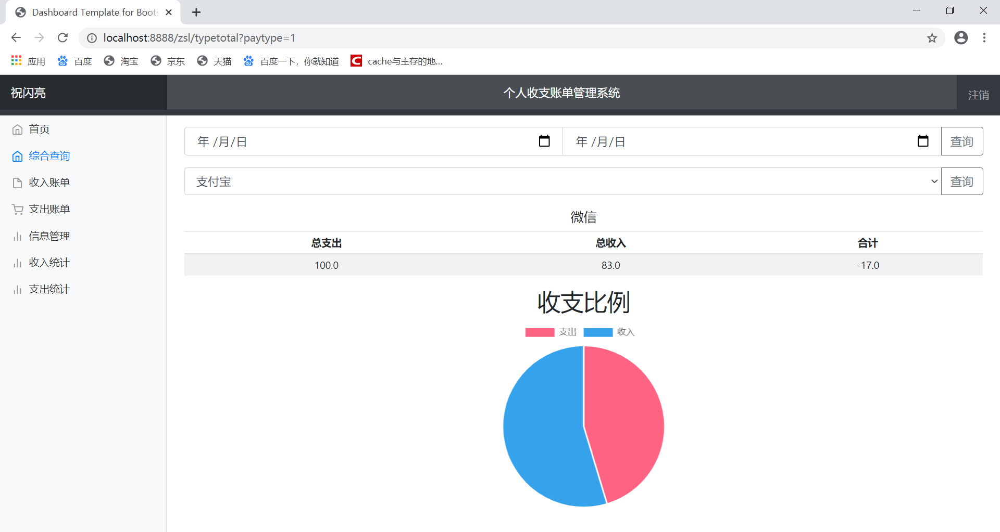 Dashboard Template for Boots
localhost:8888/zsl/typetotal?paytype=1
应用 百度 淘宝 京东 天猫 百度一下，你就知道 cache与主存的地...
祝闪亮 个人收支账单管理系统 注销
首页
综合查询
收入账单
支出账单
信息管理
收入统计
支出统计
年 /月/日 年 /月/日 查询
支付宝 查询
微信
总支出 总收入 合计
100.0 83.0 -17.0
收支比例
支出 收入